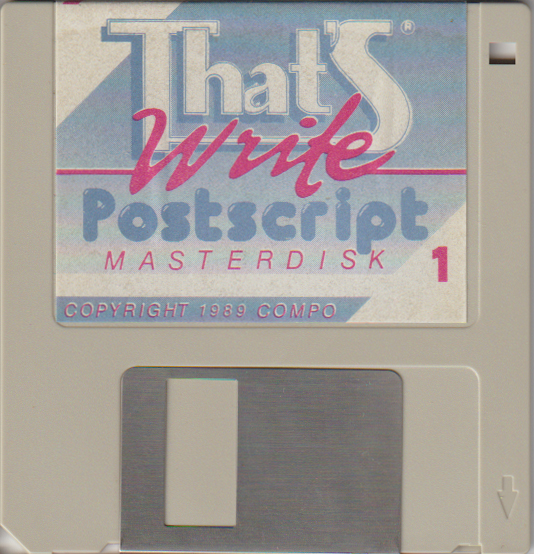 That'S®
Write
Postscript
MASTERDISK 1
COPYRIGHT 1989 COMPO